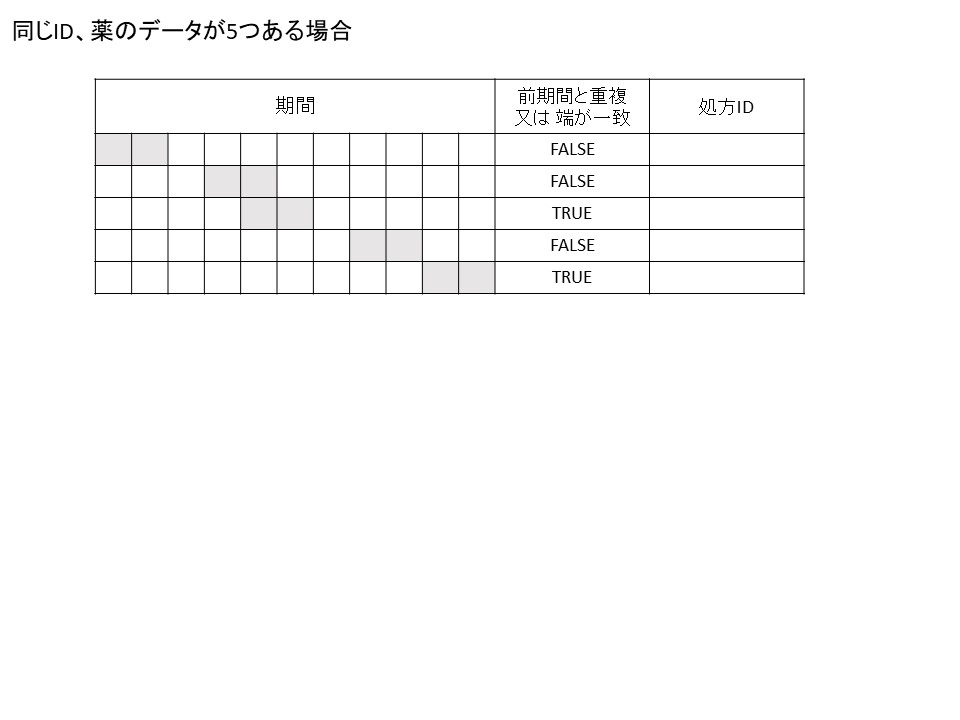 同じID、薬のデータが5つある場合
期間
前期間と重複
又は 端が一致
処方ID
FALSE
FALSE
TRUE
FALSE
TRUE